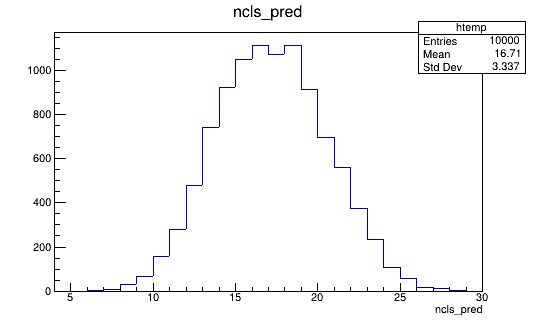 ncls_pred
htemp
Entries 10000
Mean 16.71
Std Dev 3.337
1000
800
600
400
200
0
5 10 15 20 25 30
ncls_pred